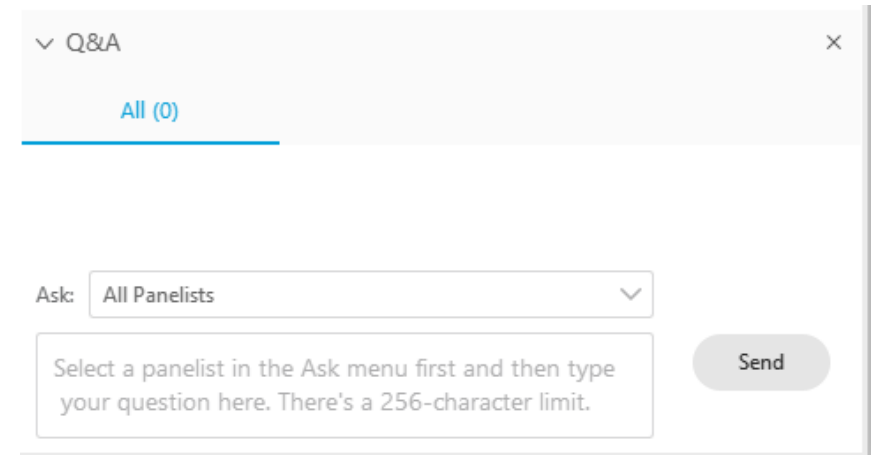 Q&A
All (0)
Ask: All Panelists
Select a panelist in the Ask menu first and then type
your question here. There's a 256-character limit.
Send